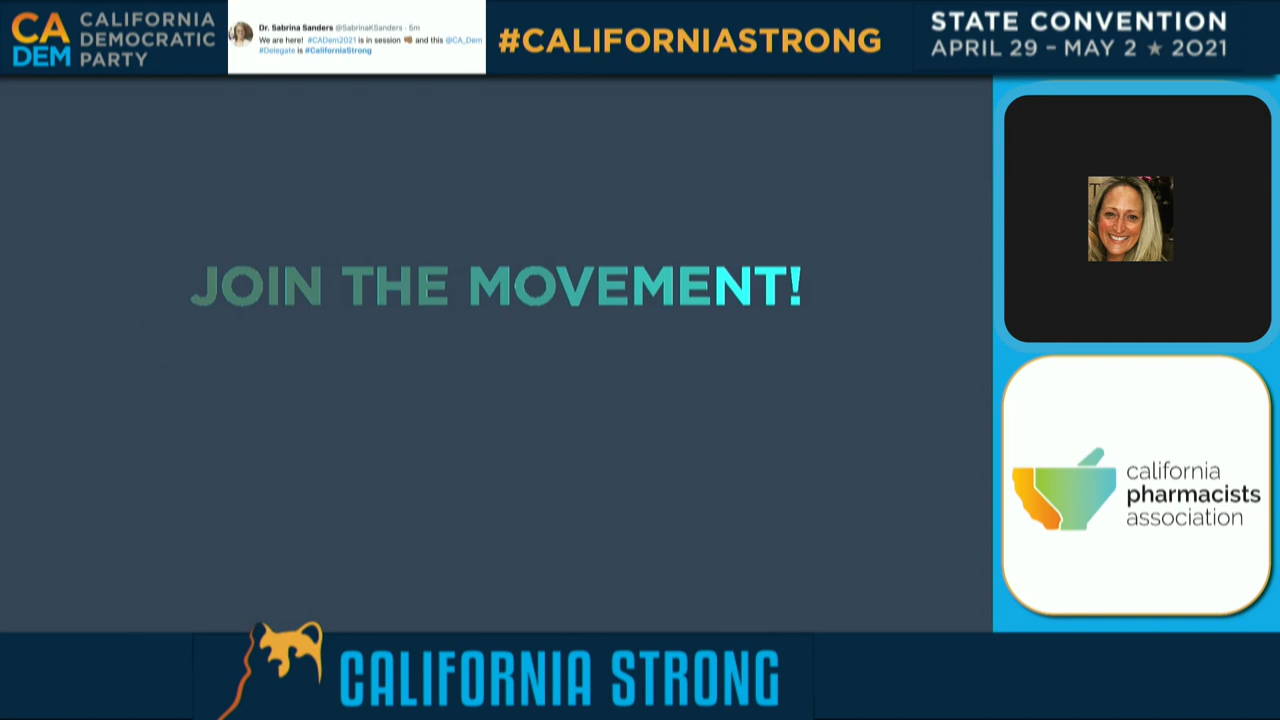 CA
DEM
CALIFORNIA
DEMOCRATIC
PARTY
Dr. Sabrina Sanders @SabrinaKSanders · 5m
We are here! #CADem2021 is in session and this @CA_Dem
#Delegate is #CaliforniaStrong
#CALIFORNIASTRONG
STATE CONVENTION
APRIL 29 – MAY 2 ★ 2021
JOIN THE MOVEMENT!
california
pharmacists
association
CALIFORNIA STRONG